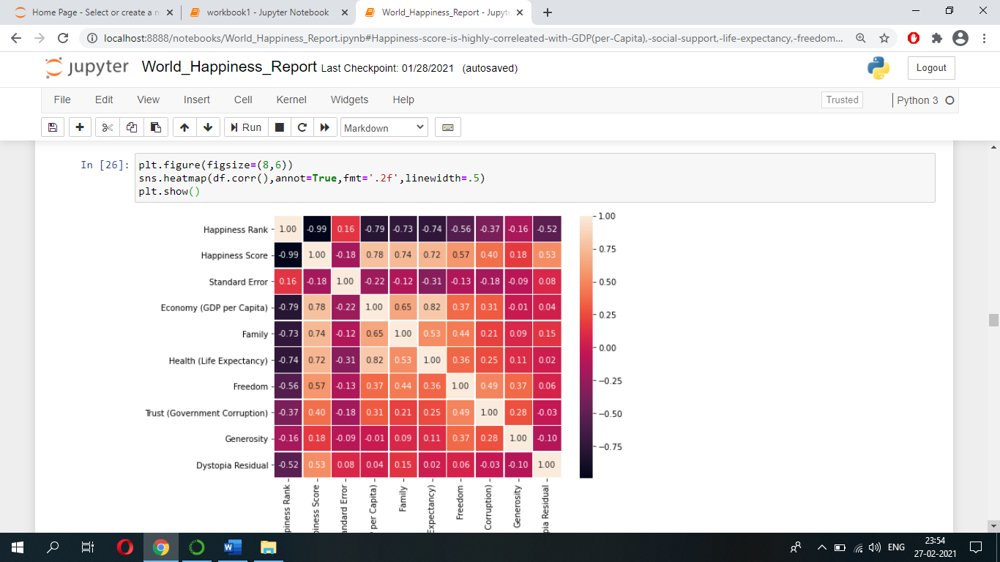 Home Page - Select or create a n
workbook1 - Jupyter Notebook
World_Happiness_Report - Jupyt
localhost:8888/notebooks/World_Happiness_Report.ipynb#Happiness-score-is-highly-correleated-with-GDP(per-Capita),-social-support,-life-expectancy,-freedom...
jupyter World_Happiness_Report Last Checkpoint: 01/28/2021 (autosaved)
Logout
File Edit View Insert Cell Kernel Widgets Help
Trusted
Python 3
Run
Markdown
In [26]: plt.figure(figsize=(8,6))
sns.heatmap(df.corr(),annot=True,fmt='.2f',linewidth=.5)
plt.show()
Happiness Rank 1.00 -0.99 0.16 -0.79 -0.73 -0.74 -0.56 -0.37 -0.16 -0.52
Happiness Score -0.99 1.00 -0.18 0.78 0.74 0.72 0.57 0.40 0.18 0.53
Standard Error 0.16 -0.18 1.00 -0.22 -0.12 -0.31 -0.13 -0.18 -0.09 0.08
Economy (GDP per Capita) -0.79 0.78 -0.22 1.00 0.65 0.82 0.37 0.31 -0.01 0.04
Family -0.73 0.74 -0.12 0.65 1.00 0.53 0.44 0.21 0.09 0.15
Health (Life Expectancy) -0.74 0.72 -0.31 0.82 0.53 1.00 0.36 0.25 0.11 0.02
Freedom -0.56 0.57 -0.13 0.37 0.44 0.36 1.00 0.49 0.37 0.06
Trust (Government Corruption) -0.37 0.40 -0.18 0.31 0.21 0.25 0.49 1.00 0.28 -0.03
Generosity -0.16 0.18 -0.09 -0.01 0.09 0.11 0.37 0.28 1.00 -0.10
Dystopia Residual -0.52 0.53 0.08 0.04 0.15 0.02 0.06 -0.03 -0.10 1.00
piness Rank
piness Score
andard Error
per Capita)
Family
Expectancy)
Freedom
Corruption)
Generosity
pia Residual
1.00
0.75
0.50
0.25
0.00
−0.25
−0.50
−0.75
W
ENG
23:54
27-02-2021